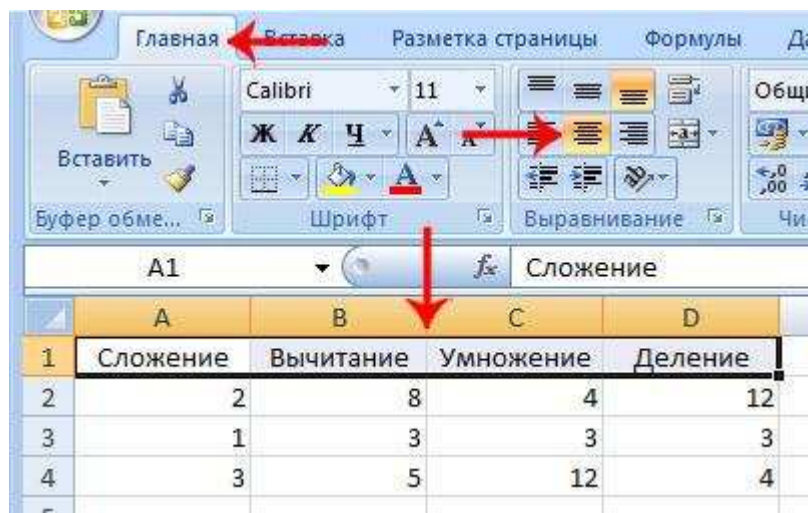 Главная Вставка Разметка страницы Формулы
Calibri 11
Ж К Ч А А
Вставить
Буфер обме... Шрифт Выравнивание
A1 fx Сложение
A B C D
1 Сложение Вычитание Умножение Деление
2 2 8 4 12
3 1 3 3 3
4 3 5 12 4